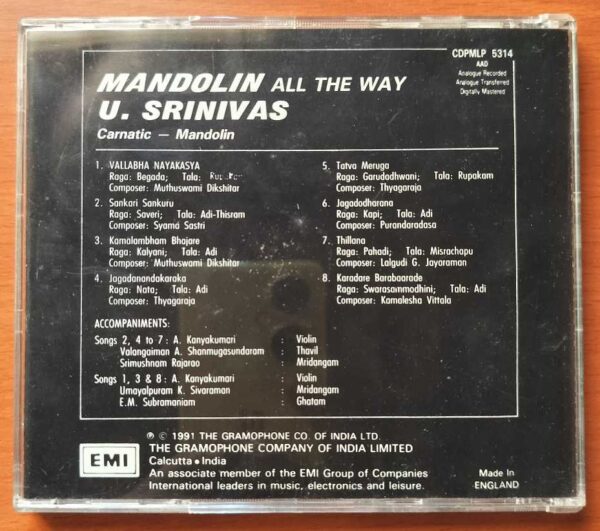 CDPMLP 5314
AAD
Analogue Recorded
Analogue Transferred
Digitally Mastered
MANDOLIN ALL THE WAY
U. SRINIVAS
Carnatic — Mandolin
1. VALLABHA NAYAKASYA
Raga: Begada; Tala:
Composer: Muthuswami Dikshitar
2. Sankari Sankuru
Raga: Saveri; Tala: Adi-Thisram
Composer: Syama Sastri
3. Kamalambham Bhajare
Raga: Kalyani; Tala: Adi
Composer: Muthuswami Dikshitar
4. Jagadanandakaraka
Raga: Nata; Tala: Adi
Composer: Thyagaraja
5. Tatva Meruga
Raga: Garudadhwani; Tala: Rupakam
Composer: Thyagaraja
6. Jagadodharana
Raga: Kapi; Tala: Adi
Composer: Purandaradasa
7. Thillana
Raga: Pahadi; Tala: Misrachapu
Composer: Lalgudi G. Jayaraman
8. Karadare Barabaarade
Raga: Swarasammodhini; Tala: Adi
Composer: Kamalesha Vittala
ACCOMPANIMENTS:
Songs 2, 4 to 7 : A. Kanyakumari : Violin
Valangaiman A. Shanmugasundaram : Thavil
Srimushnam Rajarao : Mridangam
Songs 1, 3 & 8 : A. Kanyakumari : Violin
Umayalpuram K. Sivaraman : Mridangam
E.M. Subramaniam : Ghatam
EMI
℗ © 1991 THE GRAMOPHONE CO. OF INDIA LTD.
THE GRAMOPHONE COMPANY OF INDIA LIMITED
Calcutta • India
An associate member of the EMI Group of Companies
International leaders in music, electronics and leisure.
Made In
ENGLAND